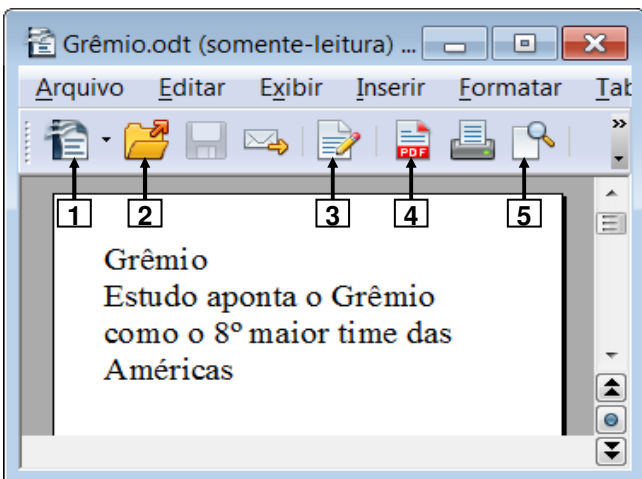 Grêmio.odt (somente-leitura) ...
Arquivo Editar Exibir Inserir Formatar Tab
PDF
1 2 3 4 5
Grêmio
Estudo aponta o Grêmio
como o 8º maior time das
Américas